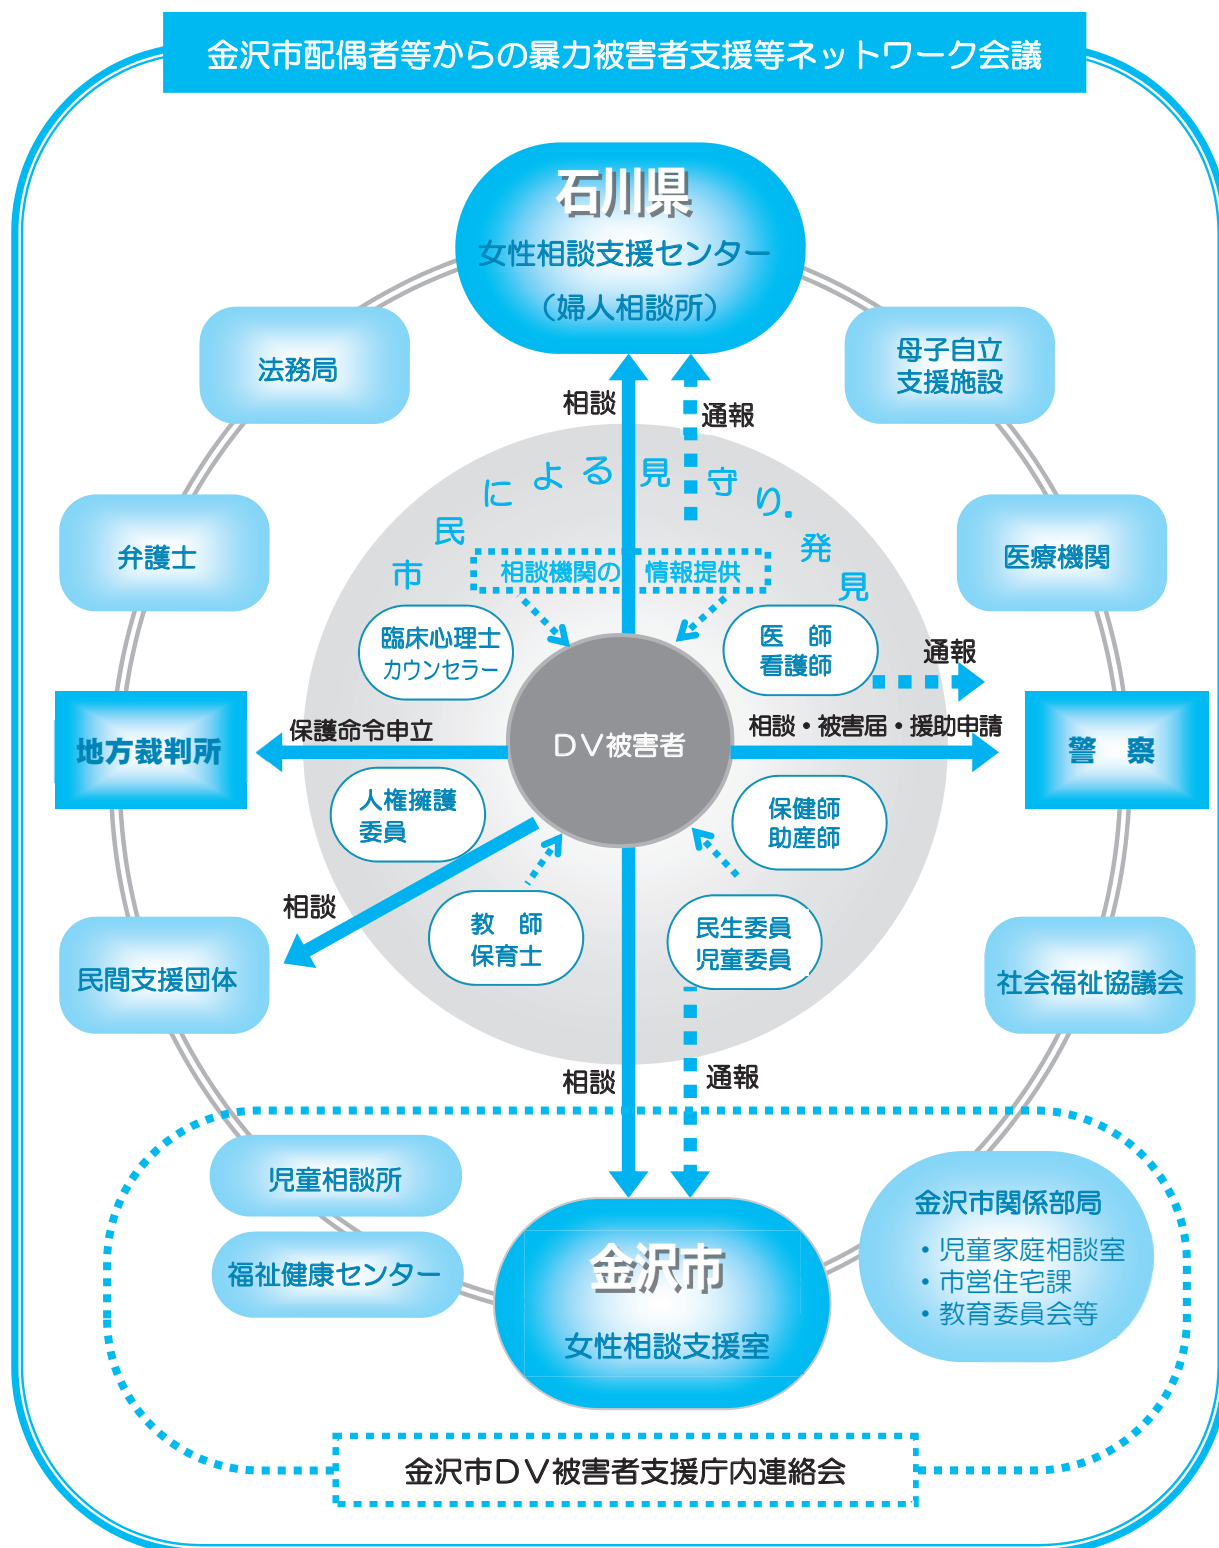 金沢市配偶者等からの暴力被害者支援等ネットワーク会議
石川県
女性相談支援センター
（婦人相談所）
法務局
母子自立
支援施設
相談
通報
市民による見守り・発見
弁護士
医療機関
相談機関の 情報提供
臨床心理士
カウンセラー
医　師
看護師
通報
地方裁判所
保護命令申立
DV被害者
相談・被害届・援助申請
警　察
人権擁護
委員
保健師
助産師
相談
教　師
保育士
民生委員
児童委員
民間支援団体
社会福祉協議会
相談
通報
児童相談所
福祉健康センター
金沢市
女性相談支援室
金沢市関係部局
・児童家庭相談室
・市営住宅課
・教育委員会等
金沢市DV被害者支援庁内連絡会